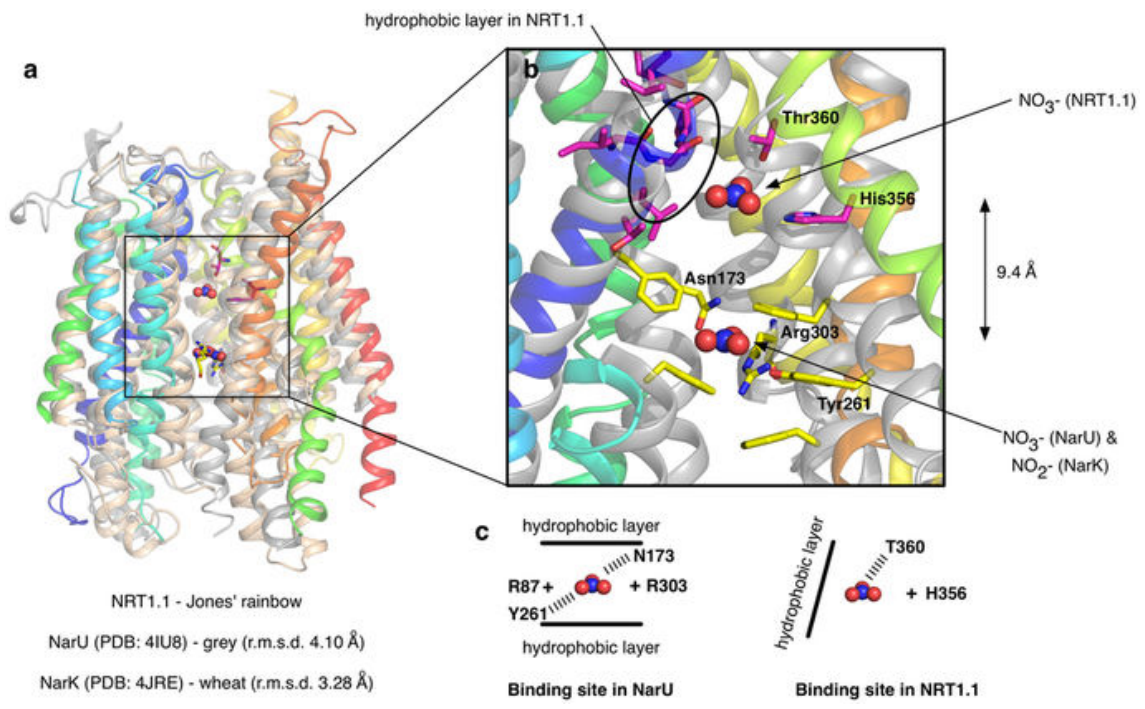 hydrophobic layer in NRT1.1
a
b
Thr360
NO3- (NRT1.1)
His356
9.4 Å
Asn173
Arg303
Tyr261
NO3- (NarU) &
NO2- (NarK)
NRT1.1 - Jones' rainbow
NarU (PDB: 4IU8) - grey (r.m.s.d. 4.10 Å)
NarK (PDB: 4JRE) - wheat (r.m.s.d. 3.28 Å)
c
hydrophobic layer
N173
R87 +
+ R303
Y261
hydrophobic layer
Binding site in NarU
hydrophobic layer
T360
+ H356
Binding site in NRT1.1